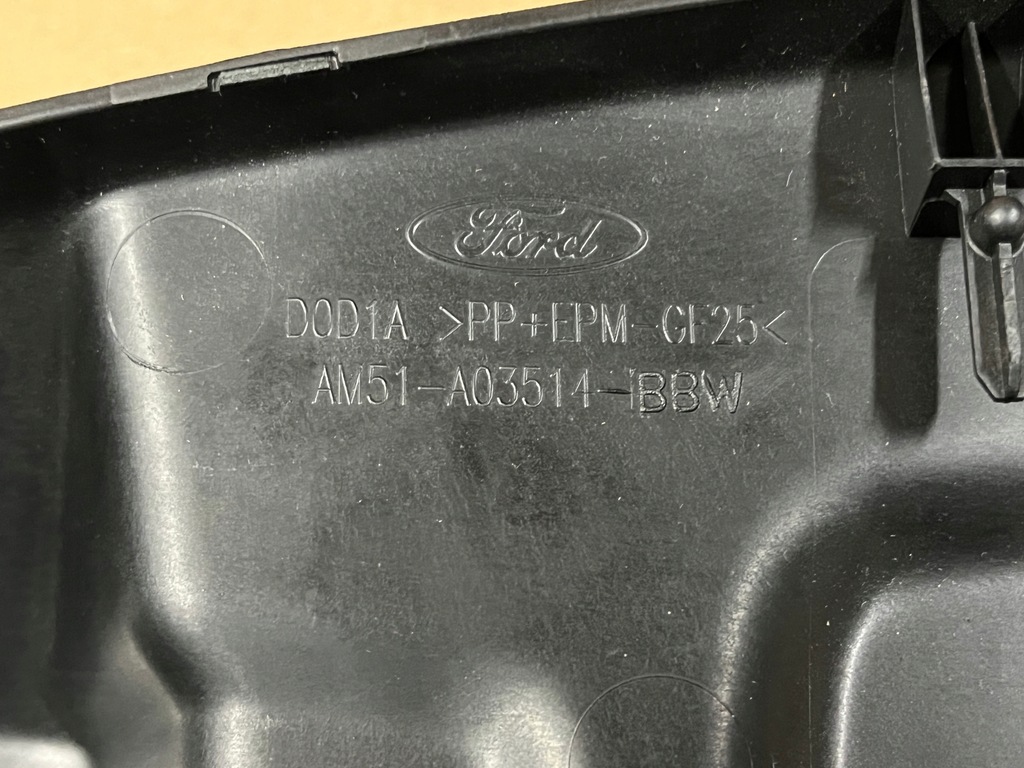 Ford
D0D1A >PP+EPM-GF25<
AM51-A03514-BBW